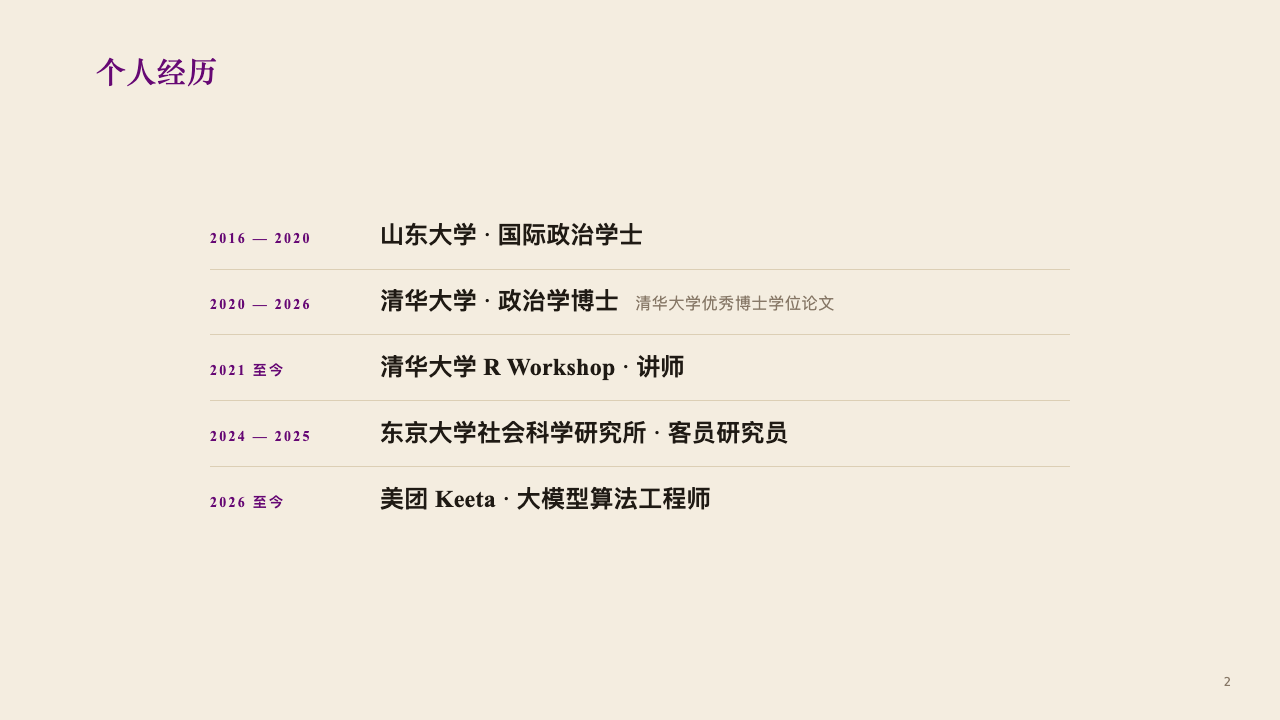 个人经历
2016 — 2020 山东大学 · 国际政治学士
2020 — 2026 清华大学 · 政治学博士 清华大学优秀博士学位论文
2021 至今 清华大学 R Workshop · 讲师
2024 — 2025 东京大学社会科学研究所 · 客员研究员
2026 至今 美团 Keeta · 大模型算法工程师
2